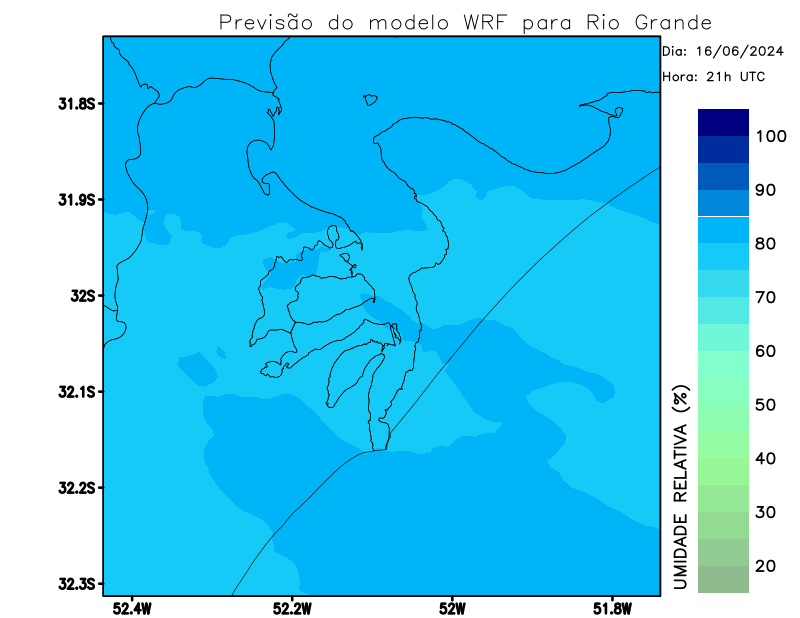 Previsão do modelo WRF para Rio Grande
Dia: 16/06/2024
Hora: 21h UTC
31.8S
31.9S
32S
32.1S
32.2S
32.3S
52.4W
52.2W
52W
51.8W
UMIDADE RELATIVA (%)
100
90
80
70
60
50
40
30
20